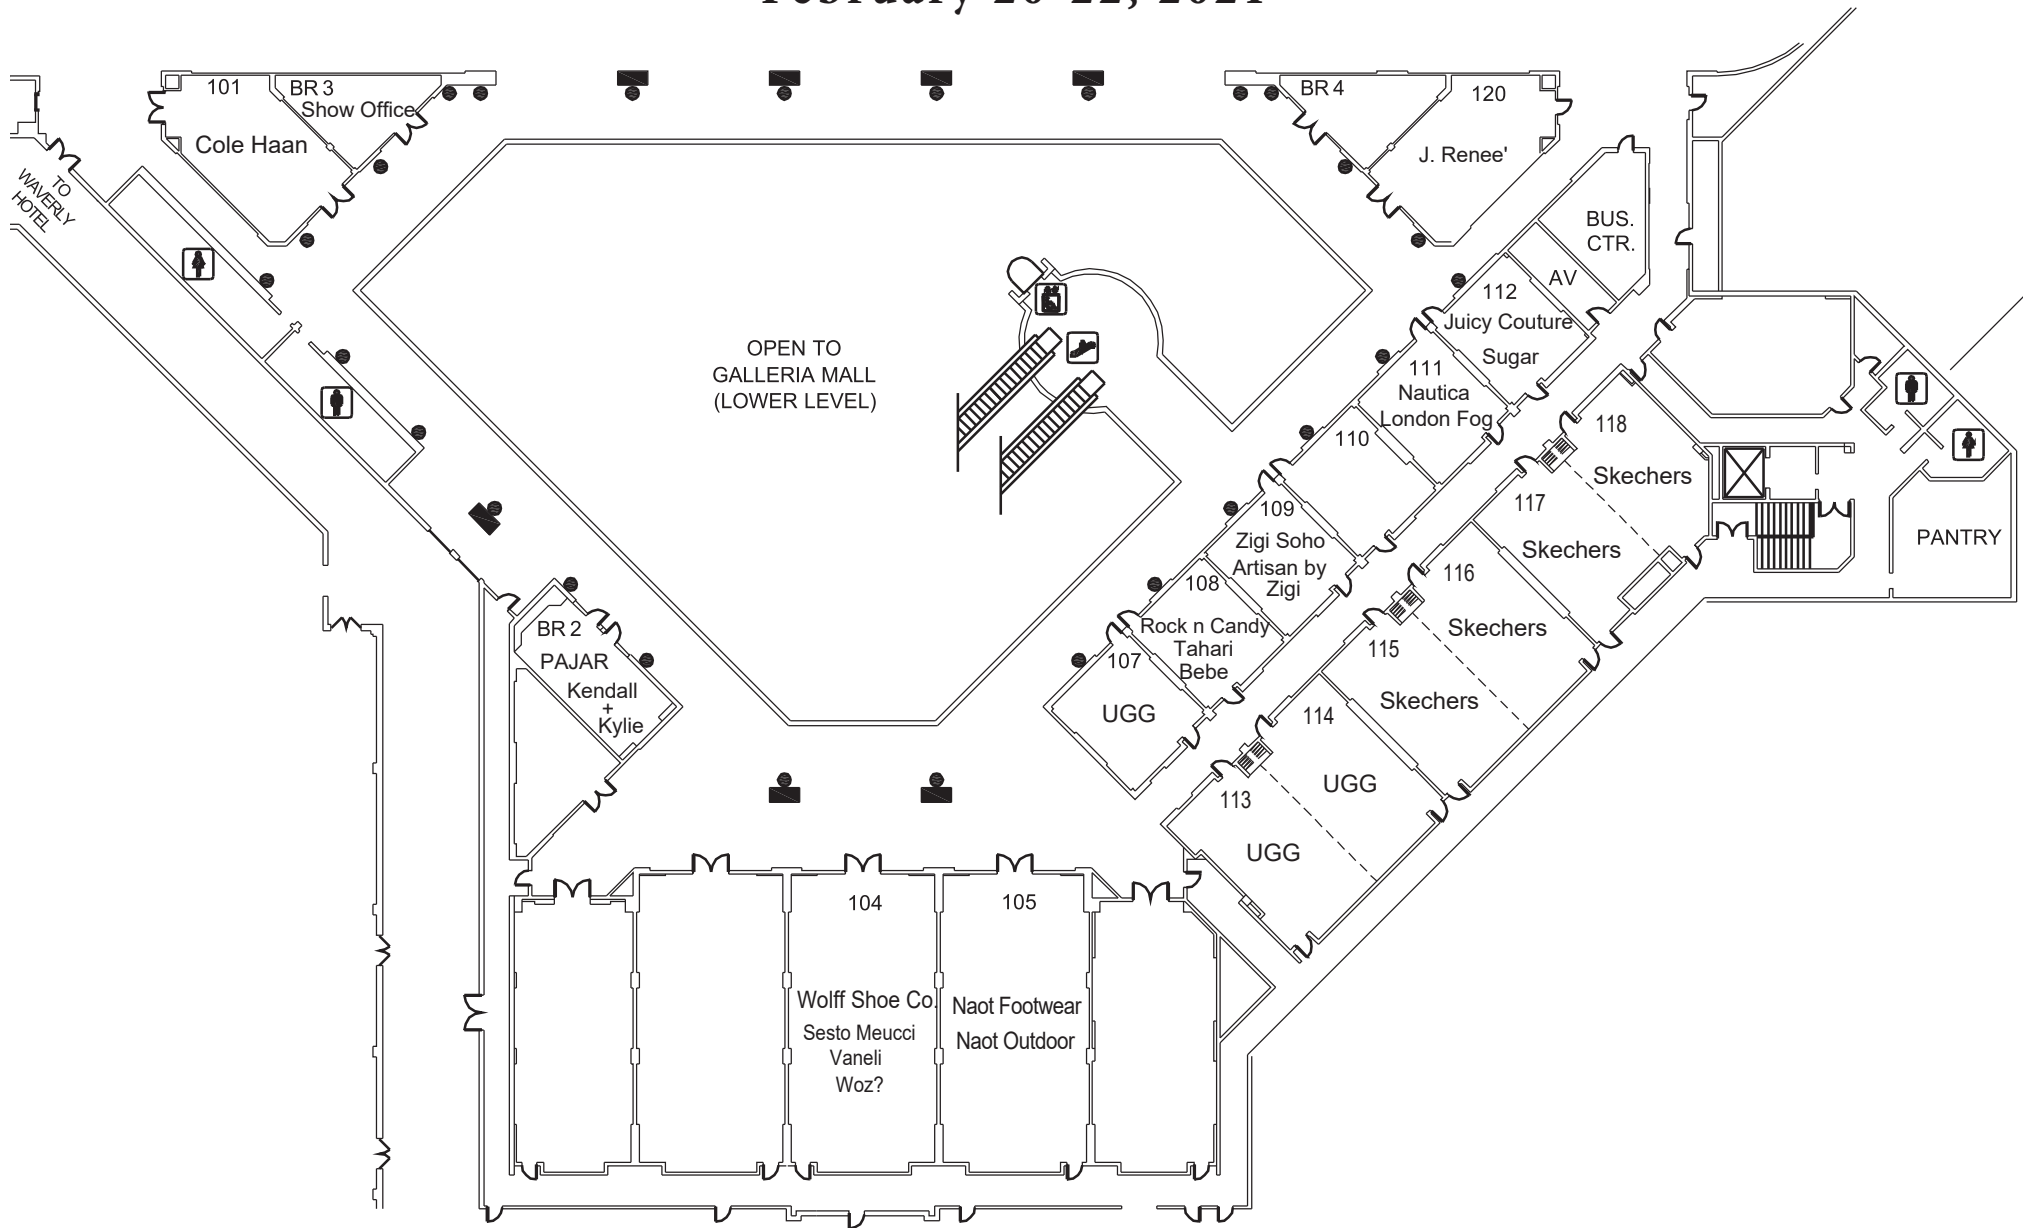 February 20-22, 2021
101
Cole Haan
BR 3
Show Office
BR 4
120
J. Renee'
TO
WAVERLY
HOTEL
BUS.
CTR.
AV
112
Juicy Couture
Sugar
111
Nautica
London Fog
110
109
Zigi Soho
Artisan by
Zigi
108
Rock n Candy
Tahari
Bebe
107
UGG
OPEN TO
GALLERIA MALL
(LOWER LEVEL)
118
Skechers
117
Skechers
116
Skechers
115
Skechers
114
UGG
113
UGG
PANTRY
BR 2
PAJAR
Kendall
+
Kylie
104
Wolff Shoe Co.
Sesto Meucci
Vaneli
Woz?
105
Naot Footwear
Naot Outdoor